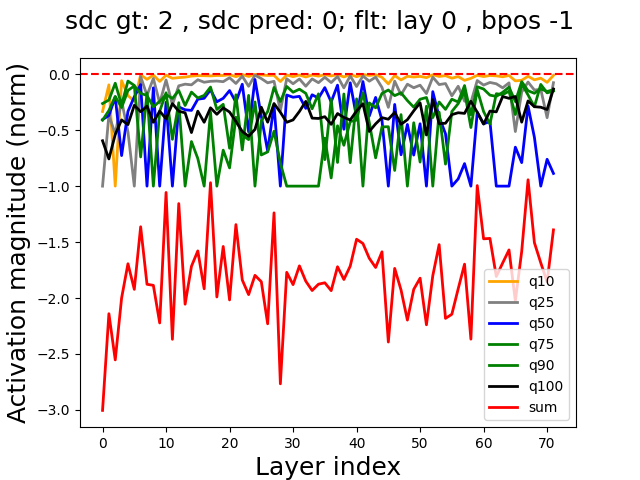 sdc gt: 2 , sdc pred: 0; flt: lay 0 , bpos -1
Activation magnitude (norm)
0.0
−0.5
−1.0
−1.5
−2.0
−2.5
−3.0
q10
q25
q50
q75
q90
q100
sum
0 10 20 30 40 50 60 70
Layer index